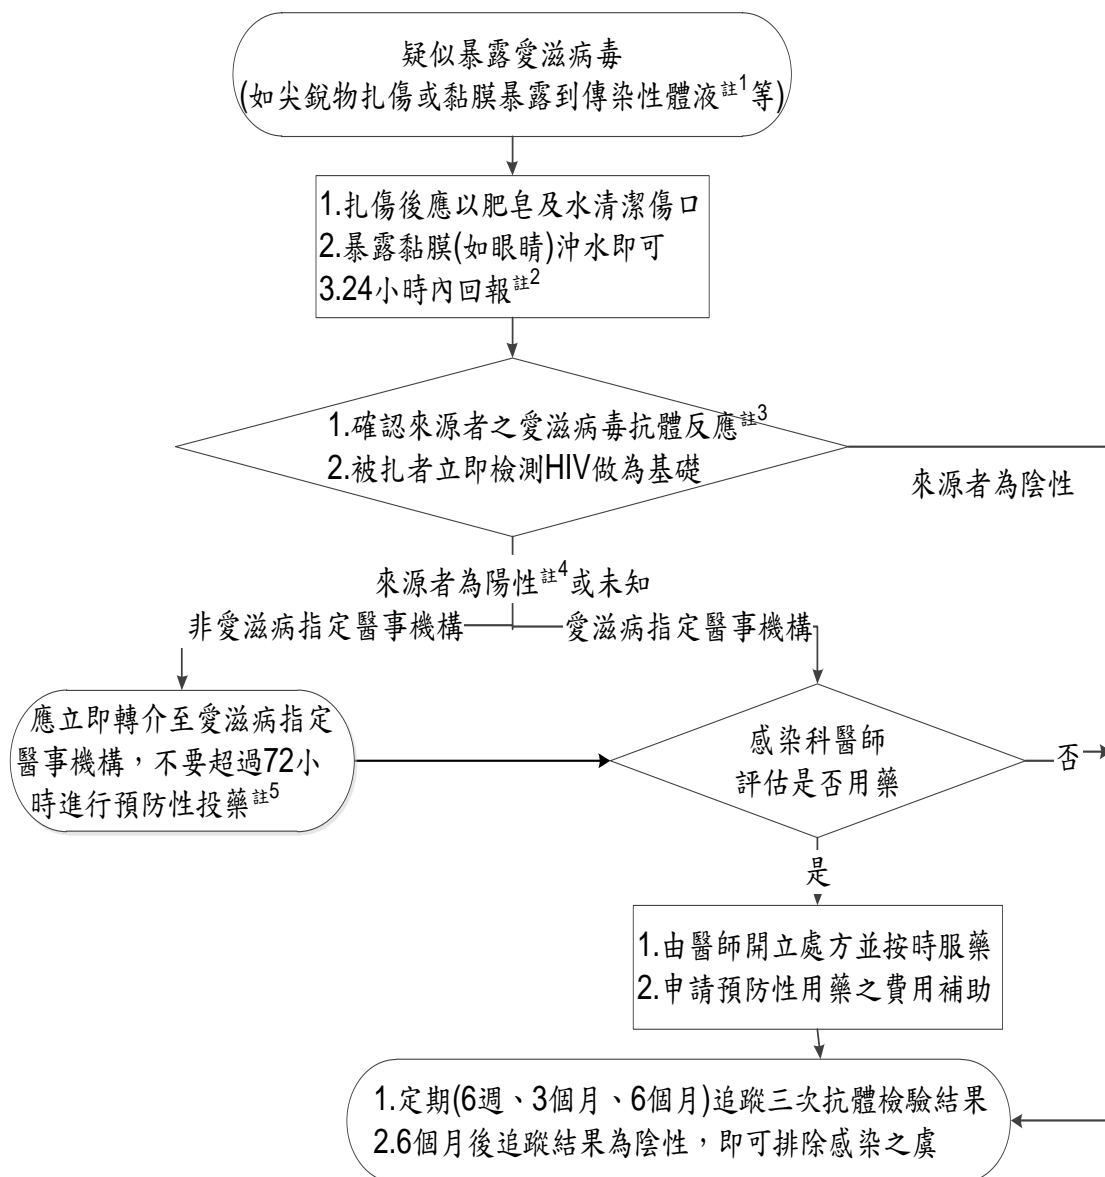 疑似暴露愛滋病毒
(如尖銳物扎傷或黏膜暴露到傳染性體液註1等)
1.扎傷後應以肥皂及水清潔傷口
2.暴露黏膜(如眼睛)沖水即可
3.24小時內回報註2
1.確認來源者之愛滋病毒抗體反應註3
2.被扎者立即檢測HIV做為基礎
來源者為陰性
來源者為陽性註4或未知
非愛滋病指定醫事機構
愛滋病指定醫事機構
應立即轉介至愛滋病指定
醫事機構，不要超過72小
時進行預防性投藥註5
感染科醫師
評估是否用藥
否
是
1.由醫師開立處方並按時服藥
2.申請預防性用藥之費用補助
1.定期(6週、3個月、6個月)追蹤三次抗體檢驗結果
2.6個月後追蹤結果為陰性，即可排除感染之虞